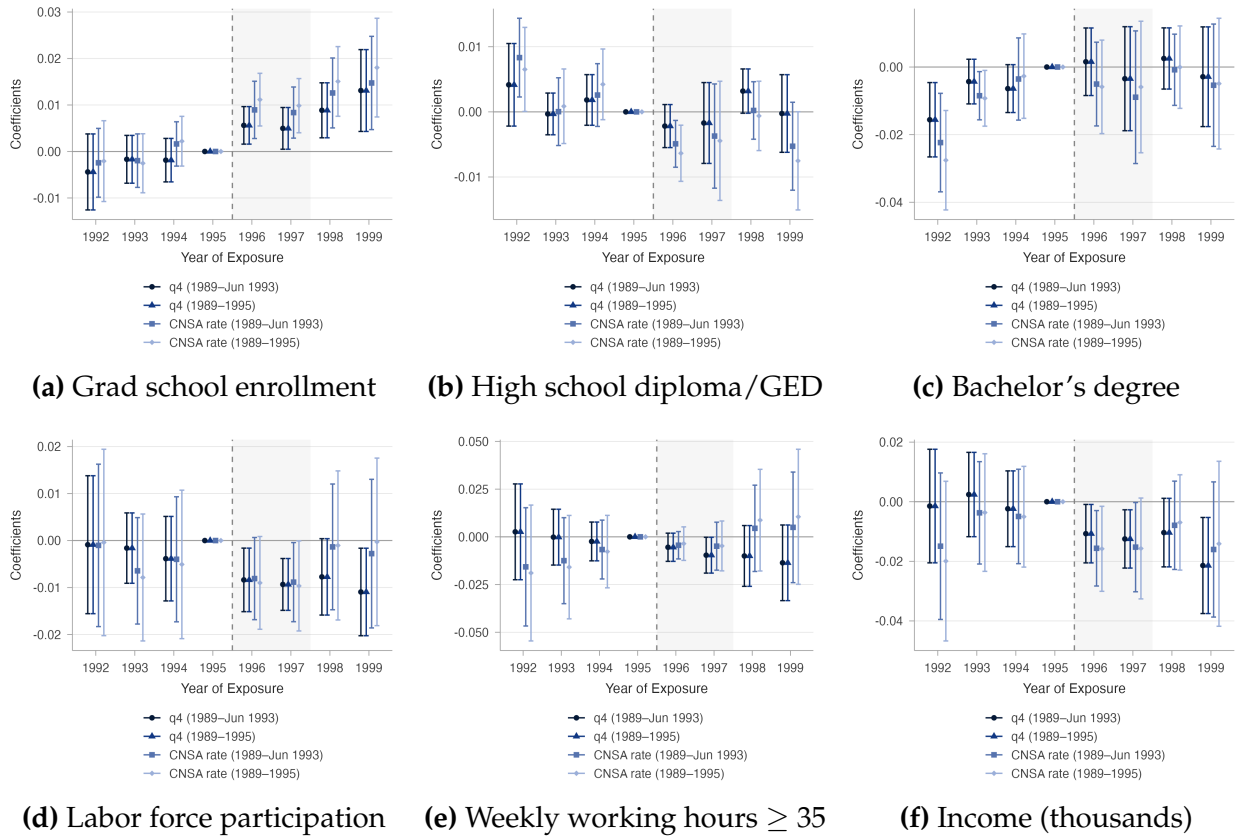 0.03
0.02
0.01
0.00
-0.01
Coefficients
1992 1993 1994 1995 1996 1997 1998 1999
Year of Exposure
q4 (1989–Jun 1993)
q4 (1989–1995)
CNSA rate (1989–Jun 1993)
CNSA rate (1989–1995)
(a) Grad school enrollment
0.01
0.00
-0.01
Coefficients
1992 1993 1994 1995 1996 1997 1998 1999
Year of Exposure
q4 (1989–Jun 1993)
q4 (1989–1995)
CNSA rate (1989–Jun 1993)
CNSA rate (1989–1995)
(b) High school diploma/GED
0.00
-0.02
-0.04
Coefficients
1992 1993 1994 1995 1996 1997 1998 1999
Year of Exposure
q4 (1989–Jun 1993)
q4 (1989–1995)
CNSA rate (1989–Jun 1993)
CNSA rate (1989–1995)
(c) Bachelor's degree
0.02
0.01
0.00
-0.01
-0.02
Coefficients
1992 1993 1994 1995 1996 1997 1998 1999
Year of Exposure
q4 (1989–Jun 1993)
q4 (1989–1995)
CNSA rate (1989–Jun 1993)
CNSA rate (1989–1995)
(d) Labor force participation
0.050
0.025
0.000
-0.025
-0.050
Coefficients
1992 1993 1994 1995 1996 1997 1998 1999
Year of Exposure
q4 (1989–Jun 1993)
q4 (1989–1995)
CNSA rate (1989–Jun 1993)
CNSA rate (1989–1995)
(e) Weekly working hours ≥ 35
0.02
0.00
-0.02
-0.04
Coefficients
1992 1993 1994 1995 1996 1997 1998 1999
Year of Exposure
q4 (1989–Jun 1993)
q4 (1989–1995)
CNSA rate (1989–Jun 1993)
CNSA rate (1989–1995)
(f) Income (thousands)